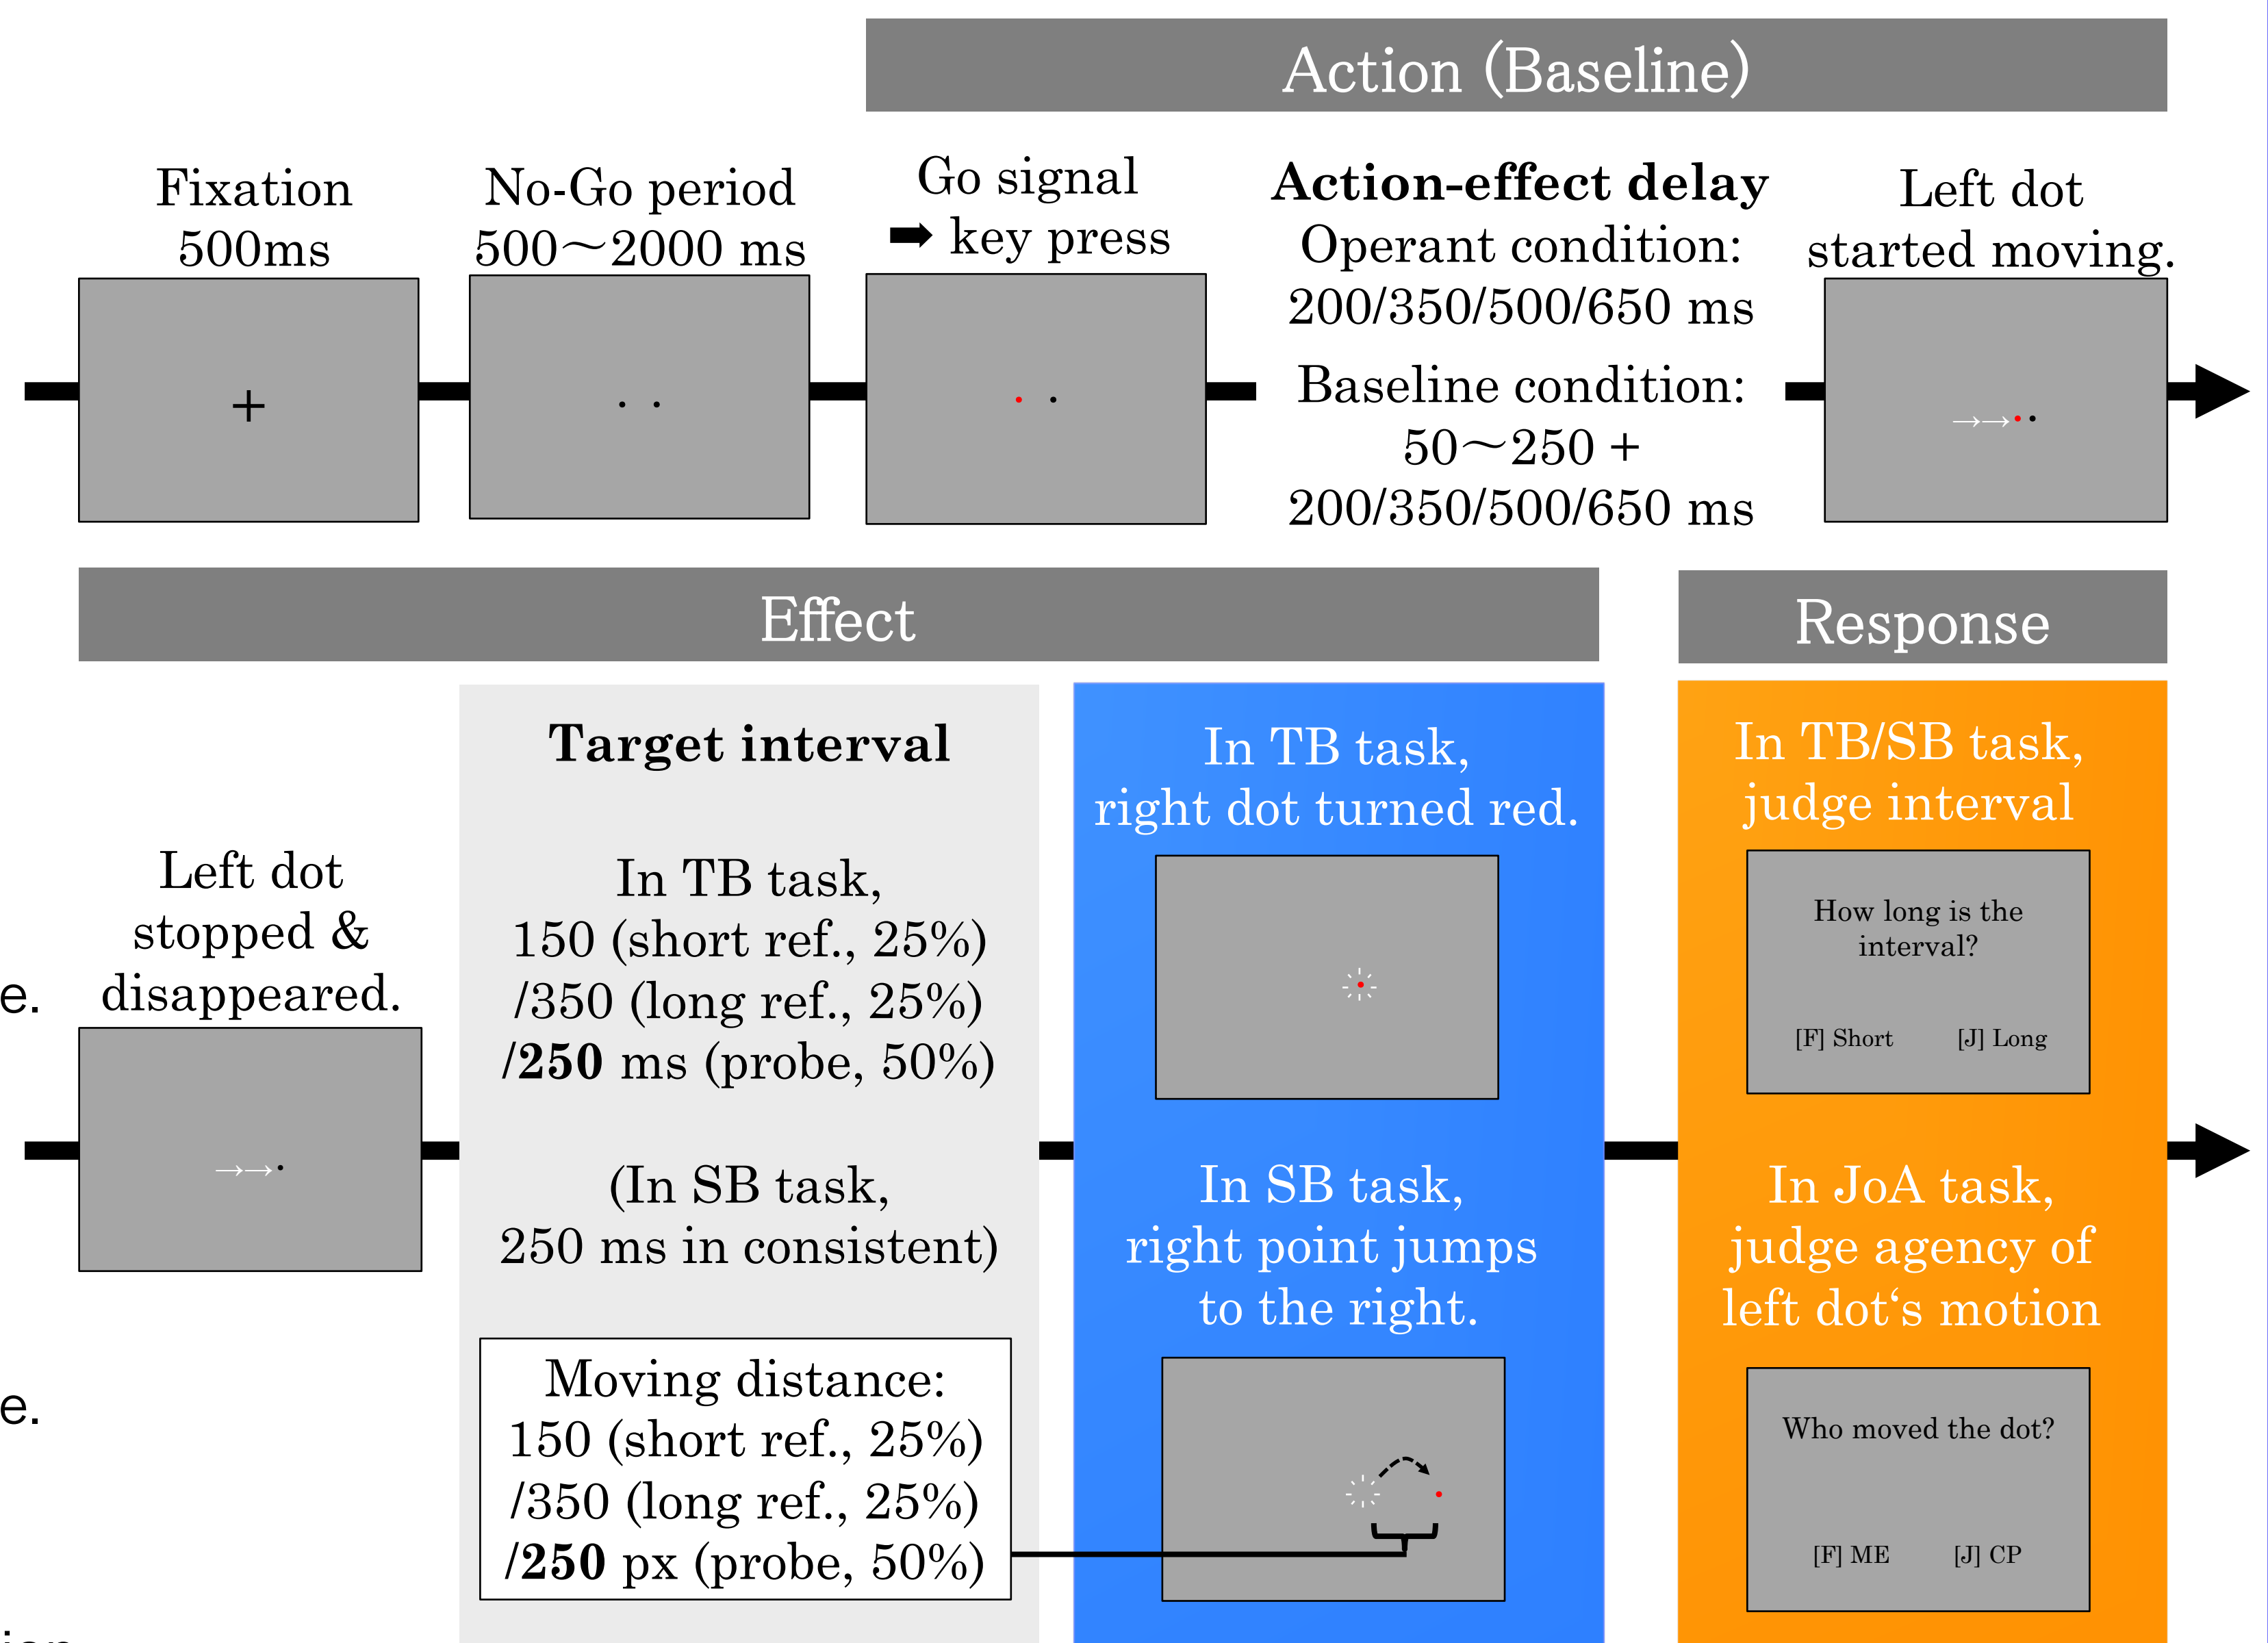 Action (Baseline)
Fixation
500ms
No-Go period
500～2000 ms
Go signal
➡ key press
Action-effect delay
Operant condition:
200/350/500/650 ms
Baseline condition:
50～250 +
200/350/500/650 ms
Left dot
started moving.
Effect
Response
e.
e.
Left dot
stopped &
disappeared.
Target interval
In TB task,
150 (short ref., 25%)
/350 (long ref., 25%)
/250 ms (probe, 50%)
(In SB task,
250 ms in consistent)
Moving distance:
150 (short ref., 25%)
/350 (long ref., 25%)
/250 px (probe, 50%)
In TB task,
right dot turned red.
In SB task,
right point jumps
to the right.
In TB/SB task,
judge interval
How long is the
interval?
[F] Short [J] Long
In JoA task,
judge agency of
left dot‘s motion
Who moved the dot?
[F] ME [J] CP